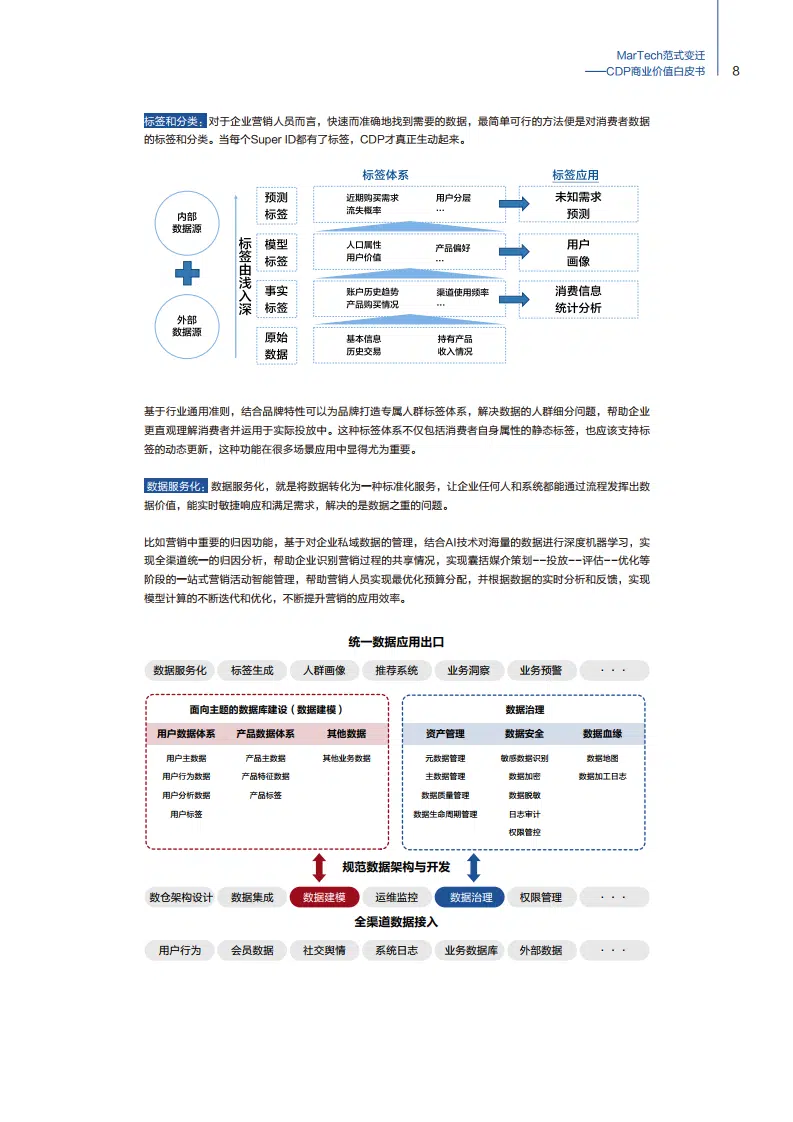 MarTech范式变迁
——CDP商业价值白皮书
8
标签和分类：对于企业营销人员而言，快速而准确地找到需要的数据，最简单可行的方法便是对消费者数据
的标签和分类。当每个Super ID都有了标签，CDP才真正生动起来。
标签体系 标签应用
内部
数据源
外部
数据源
标签由浅入深
预测
标签
近期购买需求 用户分层
流失概率 …
未知需求
预测
模型
标签
人口属性 产品偏好
用户价值 …
用户
画像
事实
标签
账户历史趋势 渠道使用频率
产品购买情况 …
消费信息
统计分析
原始
数据
基本信息 持有产品
历史交易 收入情况
基于行业通用准则，结合品牌特性可以为品牌打造专属人群标签体系，解决数据的人群细分问题，帮助企业
更直观理解消费者并运用于实际投放中。这种标签体系不仅包括消费者自身属性的静态标签，也应该支持标
签的动态更新，这种功能在很多场景应用中显得尤为重要。
数据服务化：数据服务化，就是将数据转化为一种标准化服务，让企业任何人和系统都能通过流程发挥出数
据价值，能实时敏捷响应和满足需求，解决的是数据之重的问题。
比如营销中重要的归因功能，基于对企业私域数据的管理，结合AI技术对海量的数据进行深度机器学习，实
现全渠道统一的归因分析，帮助企业识别营销过程的共享情况，实现囊括媒介策划--投放--评估--优化等
阶段的一站式营销活动智能管理，帮助营销人员实现最优化预算分配，并根据数据的实时分析和反馈，实现
模型计算的不断迭代和优化，不断提升营销的应用效率。
统一数据应用出口
数据服务化 标签生成 人群画像 推荐系统 业务洞察 业务预警 · · ·
面向主题的数据库建设（数据建模）
用户数据体系 产品数据体系 其他数据
用户主数据 产品主数据 其他业务数据
用户行为数据 产品特征数据
用户分析数据 产品标签
用户标签
数据治理
资产管理 数据安全 数据血缘
元数据管理 敏感数据识别 数据地图
主数据管理 数据加密 数据加工日志
数据质量管理 数据脱敏
数据生命周期管理 日志审计
权限管控
规范数据架构与开发
数仓架构设计 数据集成 数据建模 运维监控 数据治理 权限管理 · · ·
全渠道数据接入
用户行为 会员数据 社交舆情 系统日志 业务数据库 外部数据 · · ·